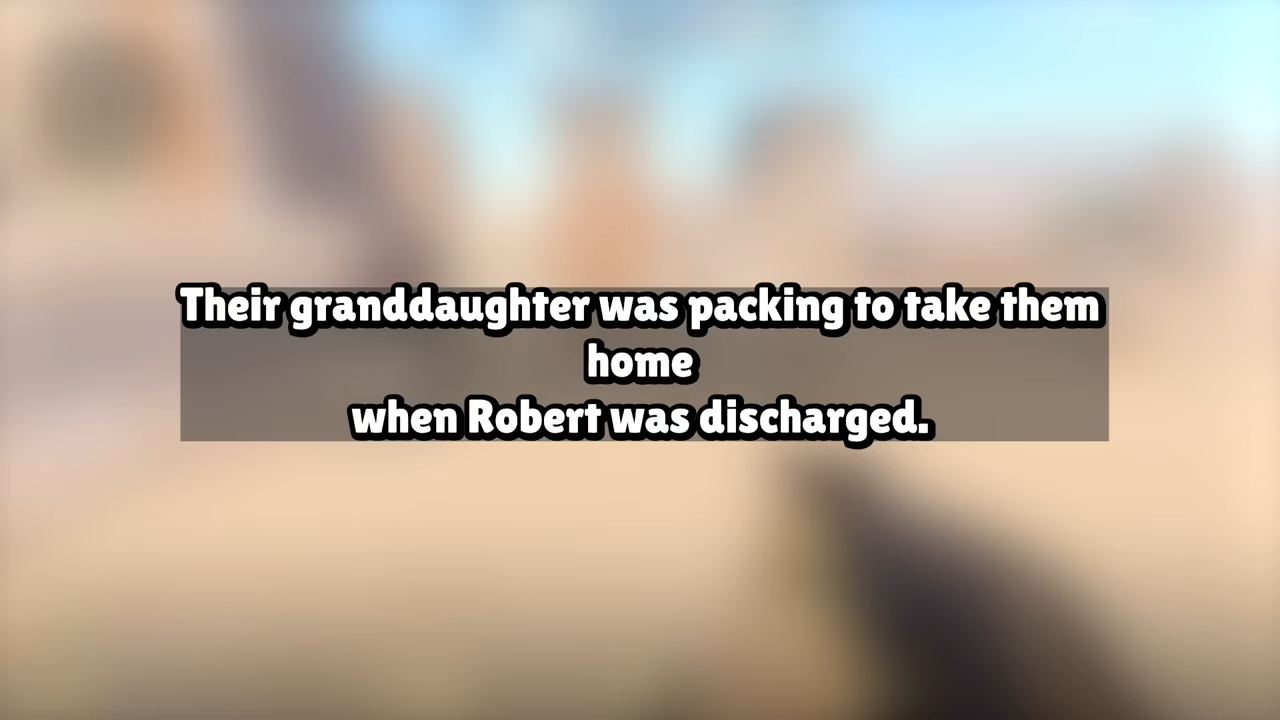 Their granddaughter was packing to take them
home
when Robert was discharged.